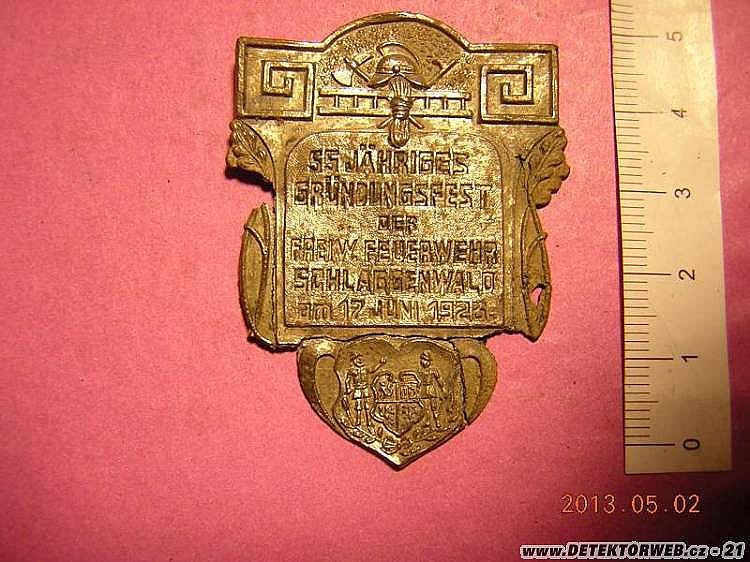 55 JÄHRIGES
GRÜNDUNGSFEST
DER
FREIW. FEUERWEHR
SCHLAGGENWALD
am 17 JUNI
5
4
3
2
1
0
2013.05.02
www.DETEKTORWEB.cz © 21